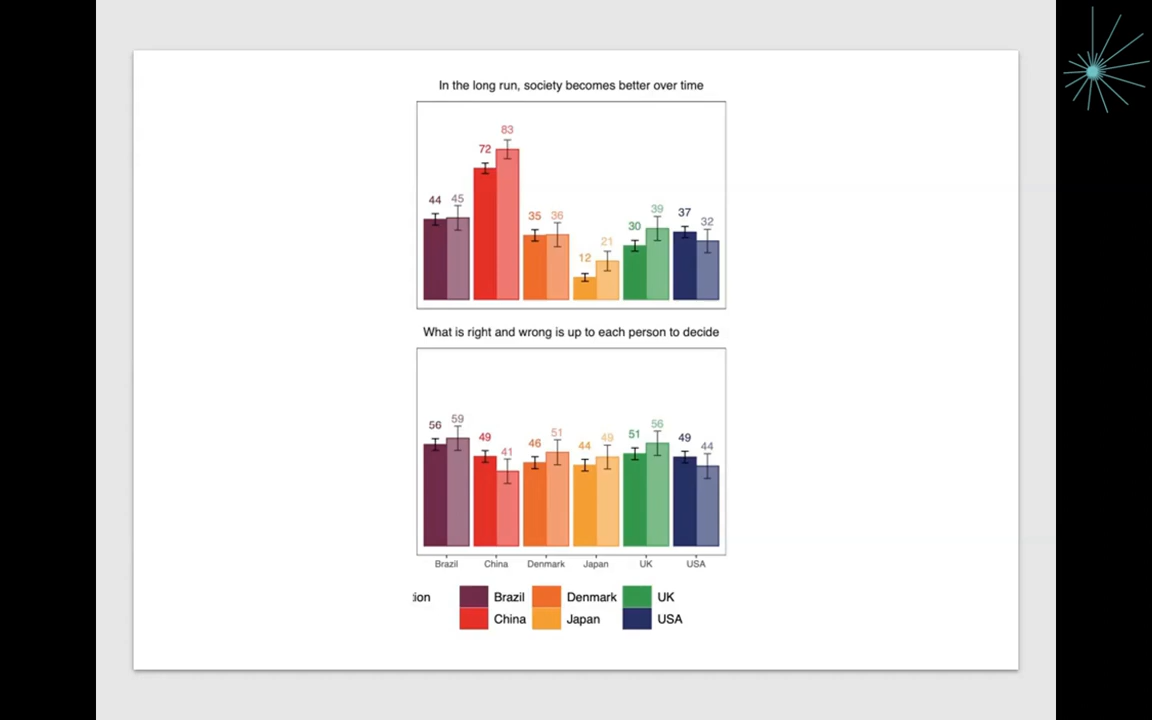 In the long run, society becomes better over time
83
72
44 45
35 36 39 37
30 32
12 21
What is right and wrong is up to each person to decide
56 59 49 41 46 51 44 49 51 56 49 44
Brazil China Denmark Japan UK USA
tion Brazil Denmark UK
China Japan USA